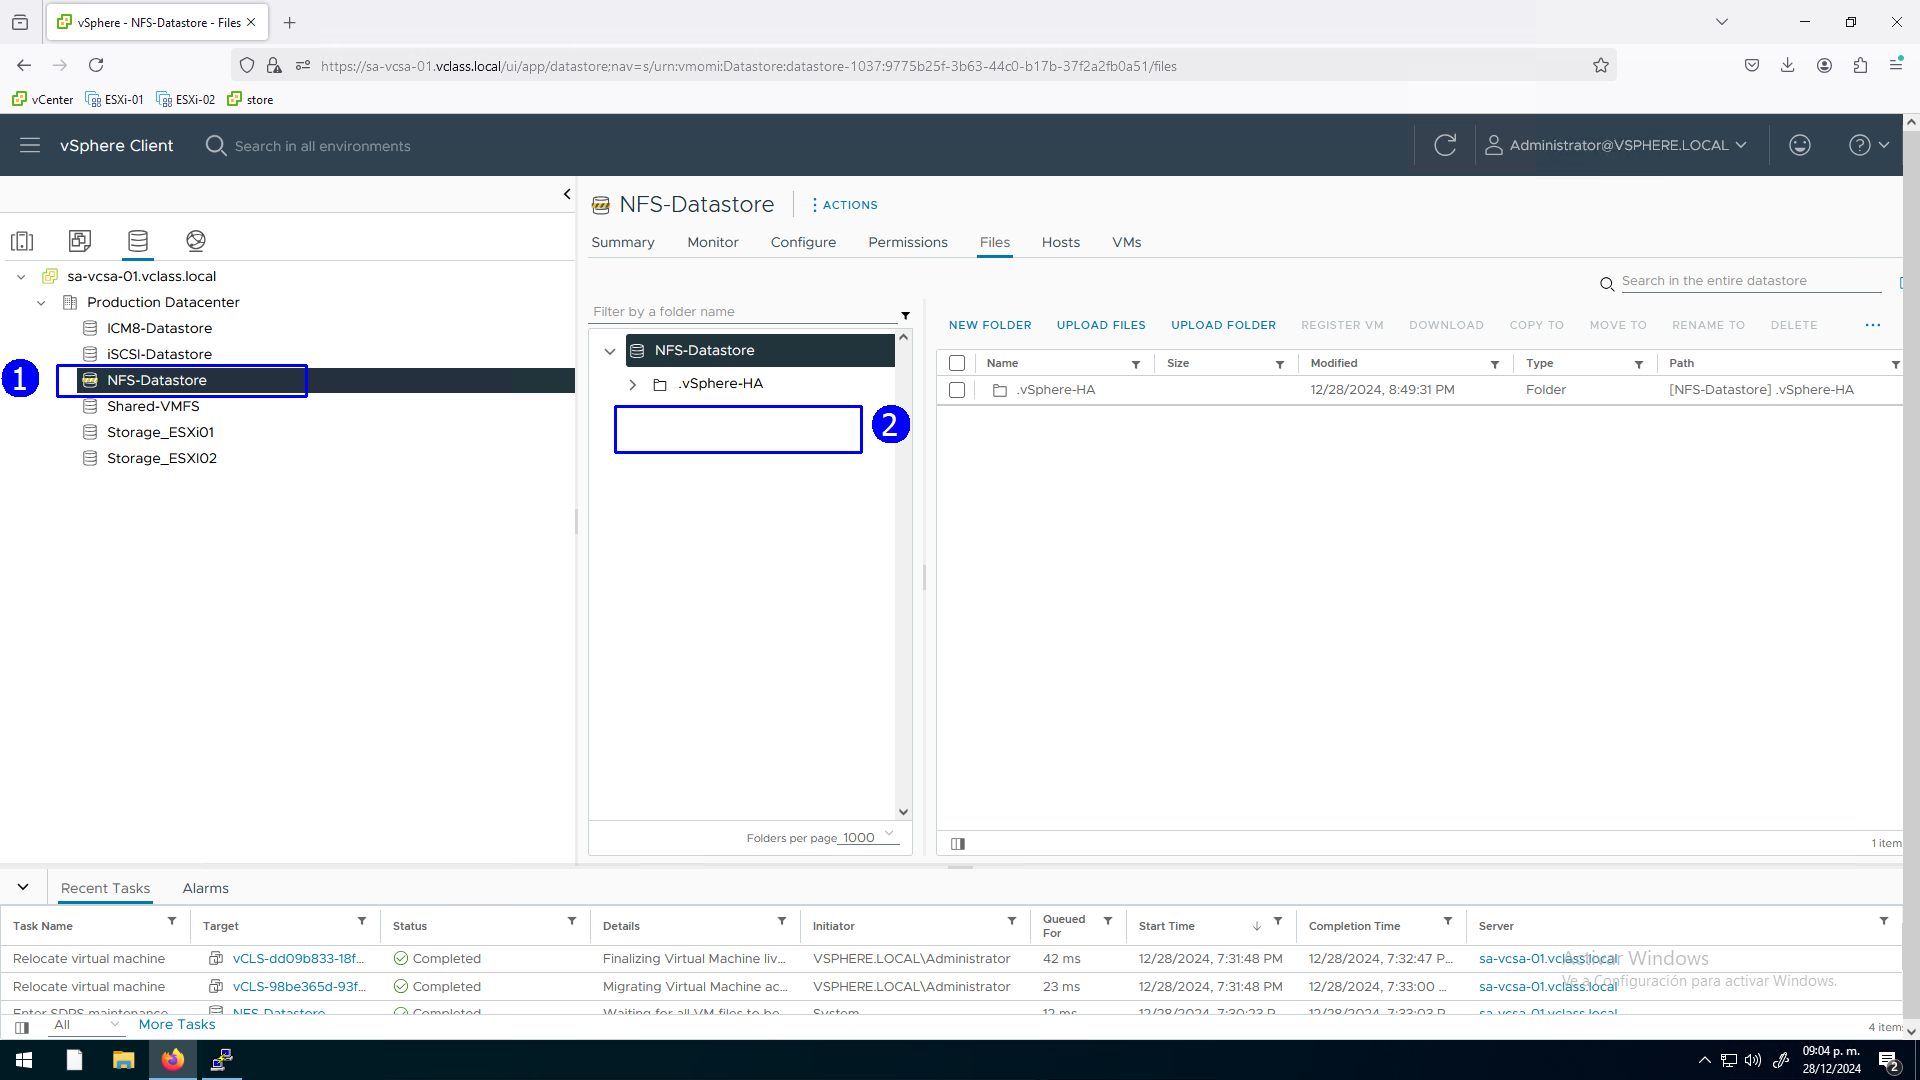 vSphere - NFS-Datastore - Files
https://sa-vcsa-01.vclass.local/ui/app/datastore;nav=s/urn:vmomi:Datastore:datastore-1037:9775b25f-3b63-44c0-b17b-37f2a2fb0a51/files
vCenter ESXi-01 ESXi-02 store
vSphere Client Search in all environments Administrator@VSPHERE.LOCAL
NFS-Datastore ACTIONS
Summary Monitor Configure Permissions Files Hosts VMs
sa-vcsa-01.vclass.local
Production Datacenter
ICM8-Datastore
iSCSI-Datastore
1 NFS-Datastore
Shared-VMFS
Storage_ESXi01
Storage_ESXI02
Search in the entire datastore
Filter by a folder name
NFS-Datastore
.vSphere-HA
2
Folders per page 1000
NEW FOLDER UPLOAD FILES UPLOAD FOLDER REGISTER VM DOWNLOAD COPY TO MOVE TO RENAME TO DELETE ...
Name Size Modified Type Path
.vSphere-HA 12/28/2024, 8:49:31 PM Folder [NFS-Datastore] .vSphere-HA
1 item
Recent Tasks Alarms
Task Name Target Status Details Initiator Queued For Start Time Completion Time Server
Relocate virtual machine vCLS-dd09b833-18f... Completed Finalizing Virtual Machine liv... VSPHERE.LOCAL\Administrator 42 ms 12/28/2024, 7:31:48 PM 12/28/2024, 7:32:47 P... sa-vcsa-01.vclass.local
Relocate virtual machine vCLS-98be365d-93f... Completed Migrating Virtual Machine ac... VSPHERE.LOCAL\Administrator 23 ms 12/28/2024, 7:31:48 PM 12/28/2024, 7:33:00 ... sa-vcsa-01.vclass.local
Enter SDRS maintenance NFS-Datastore Completed Waiting for all VM files to be System 12 ms 12/28/2024, 7:30:23 P 12/28/2024, 7:33:03 P sa-vcsa-01.vclass.local
Activar Windows
Ve a Configuración para activar Windows.
All More Tasks
4 items
09:04 p. m.
28/12/2024
2